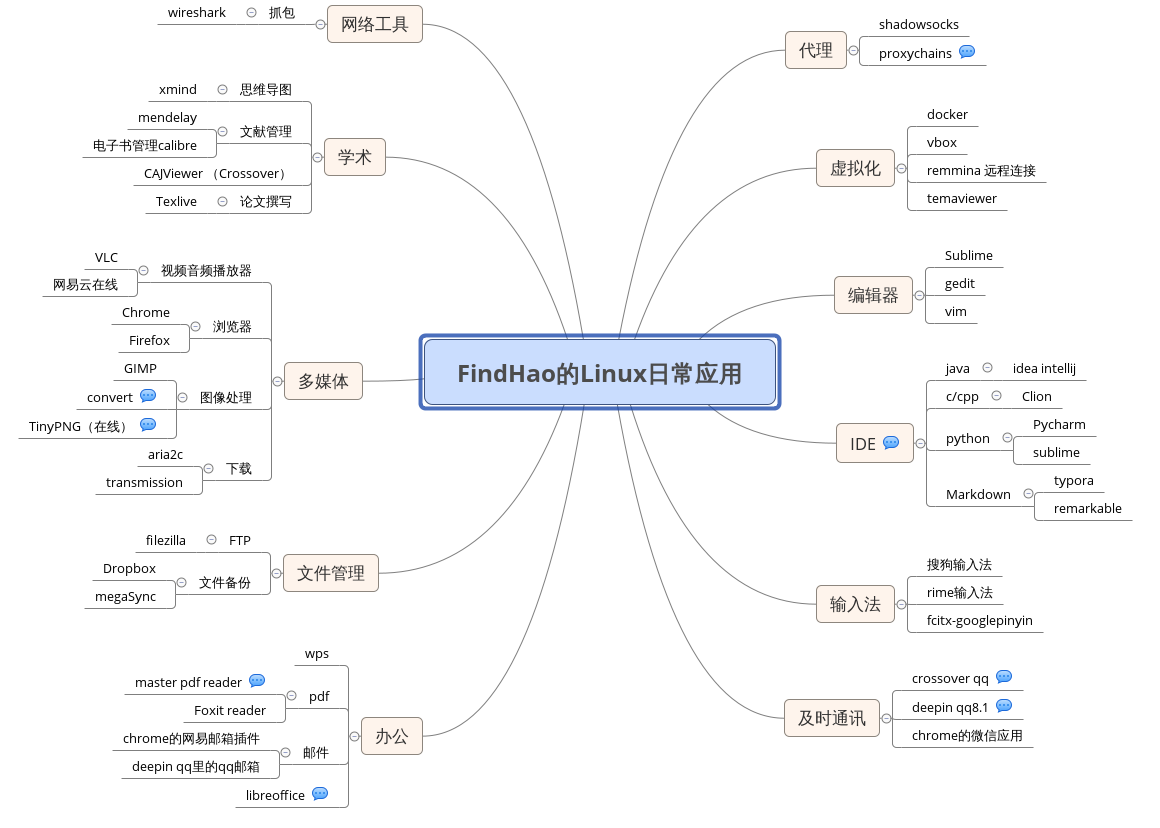 FindHao的Linux日常应用
代理
shadowsocks
proxychains
虚拟化
docker
vbox
remmina 远程连接
temaviewer
编辑器
Sublime
gedit
vim
IDE
java
idea intellij
c/cpp
Clion
python
Pycharm
sublime
Markdown
typora
remarkable
输入法
搜狗输入法
rime输入法
fcitx-googlepinyin
及时通讯
crossover qq
deepin qq8.1
chrome的微信应用
网络工具
抓包
wireshark
学术
思维导图
xmind
文献管理
mendelay
电子书管理calibre
CAJViewer （Crossover）
论文撰写
Texlive
多媒体
视频音频播放器
VLC
网易云在线
浏览器
Chrome
Firefox
图像处理
GIMP
convert
TinyPNG（在线）
下载
aria2c
transmission
文件管理
FTP
filezilla
文件备份
Dropbox
megaSync
办公
wps
pdf
master pdf reader
Foxit reader
邮件
chrome的网易邮箱插件
deepin qq里的qq邮箱
libreoffice